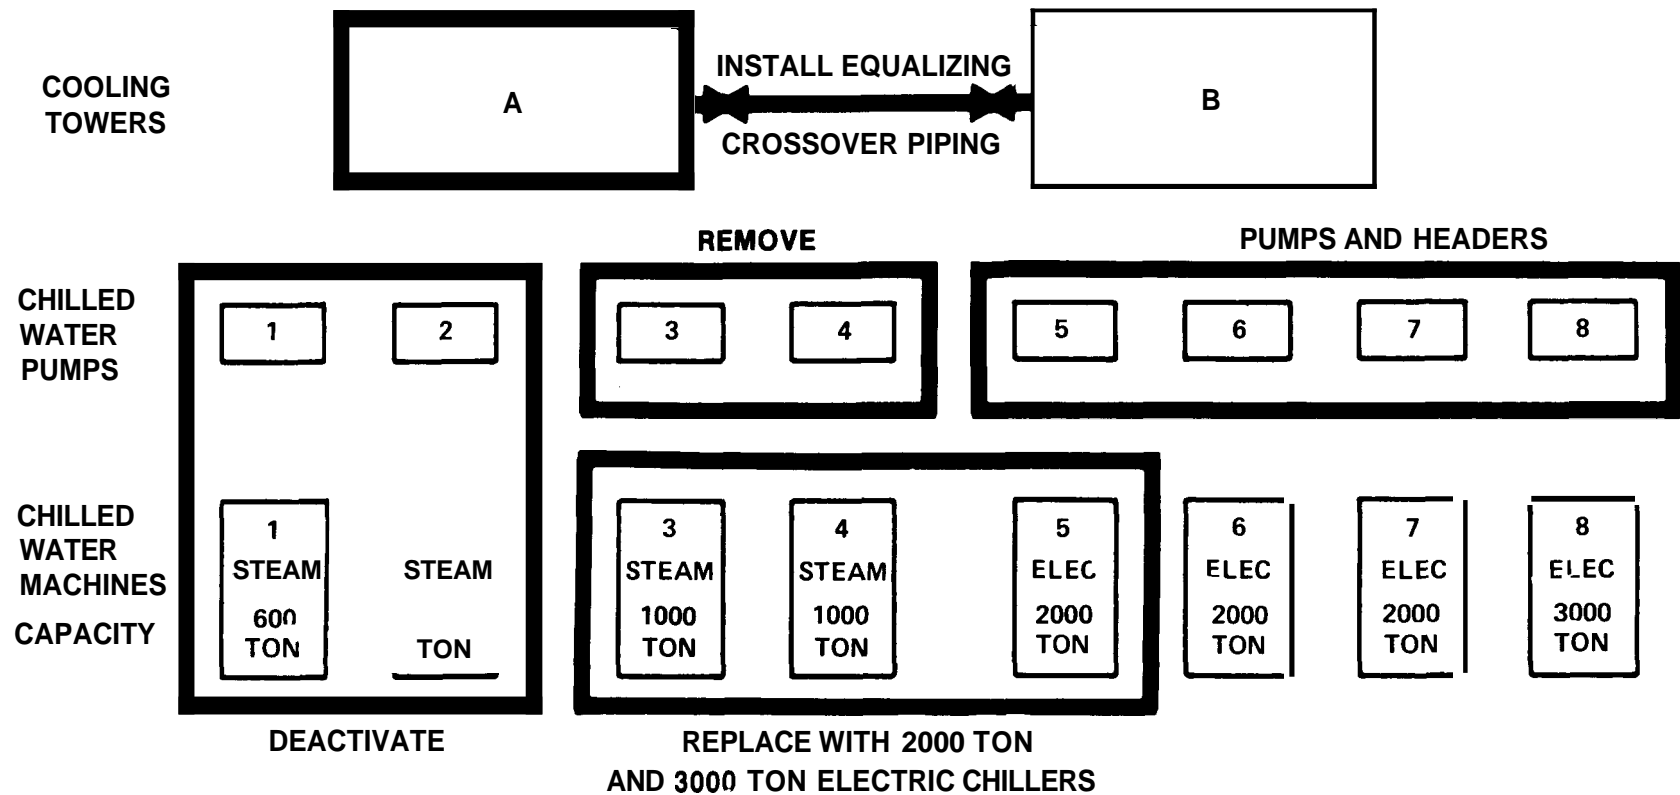 COOLING
TOWERS
A
INSTALL EQUALIZING
CROSSOVER PIPING
B
REMOVE
PUMPS AND HEADERS
CHILLED
WATER
PUMPS
1
2
3
4
5
6
7
8
CHILLED
WATER
MACHINES
CAPACITY
1
STEAM
600
TON
STEAM
TON
3
STEAM
1000
TON
4
STEAM
1000
TON
5
ELEC
2000
TON
6
ELEC
2000
TON
7
ELEC
2000
TON
8
ELEC
3000
TON
DEACTIVATE
REPLACE WITH 2000 TON
AND 3000 TON ELECTRIC CHILLERS